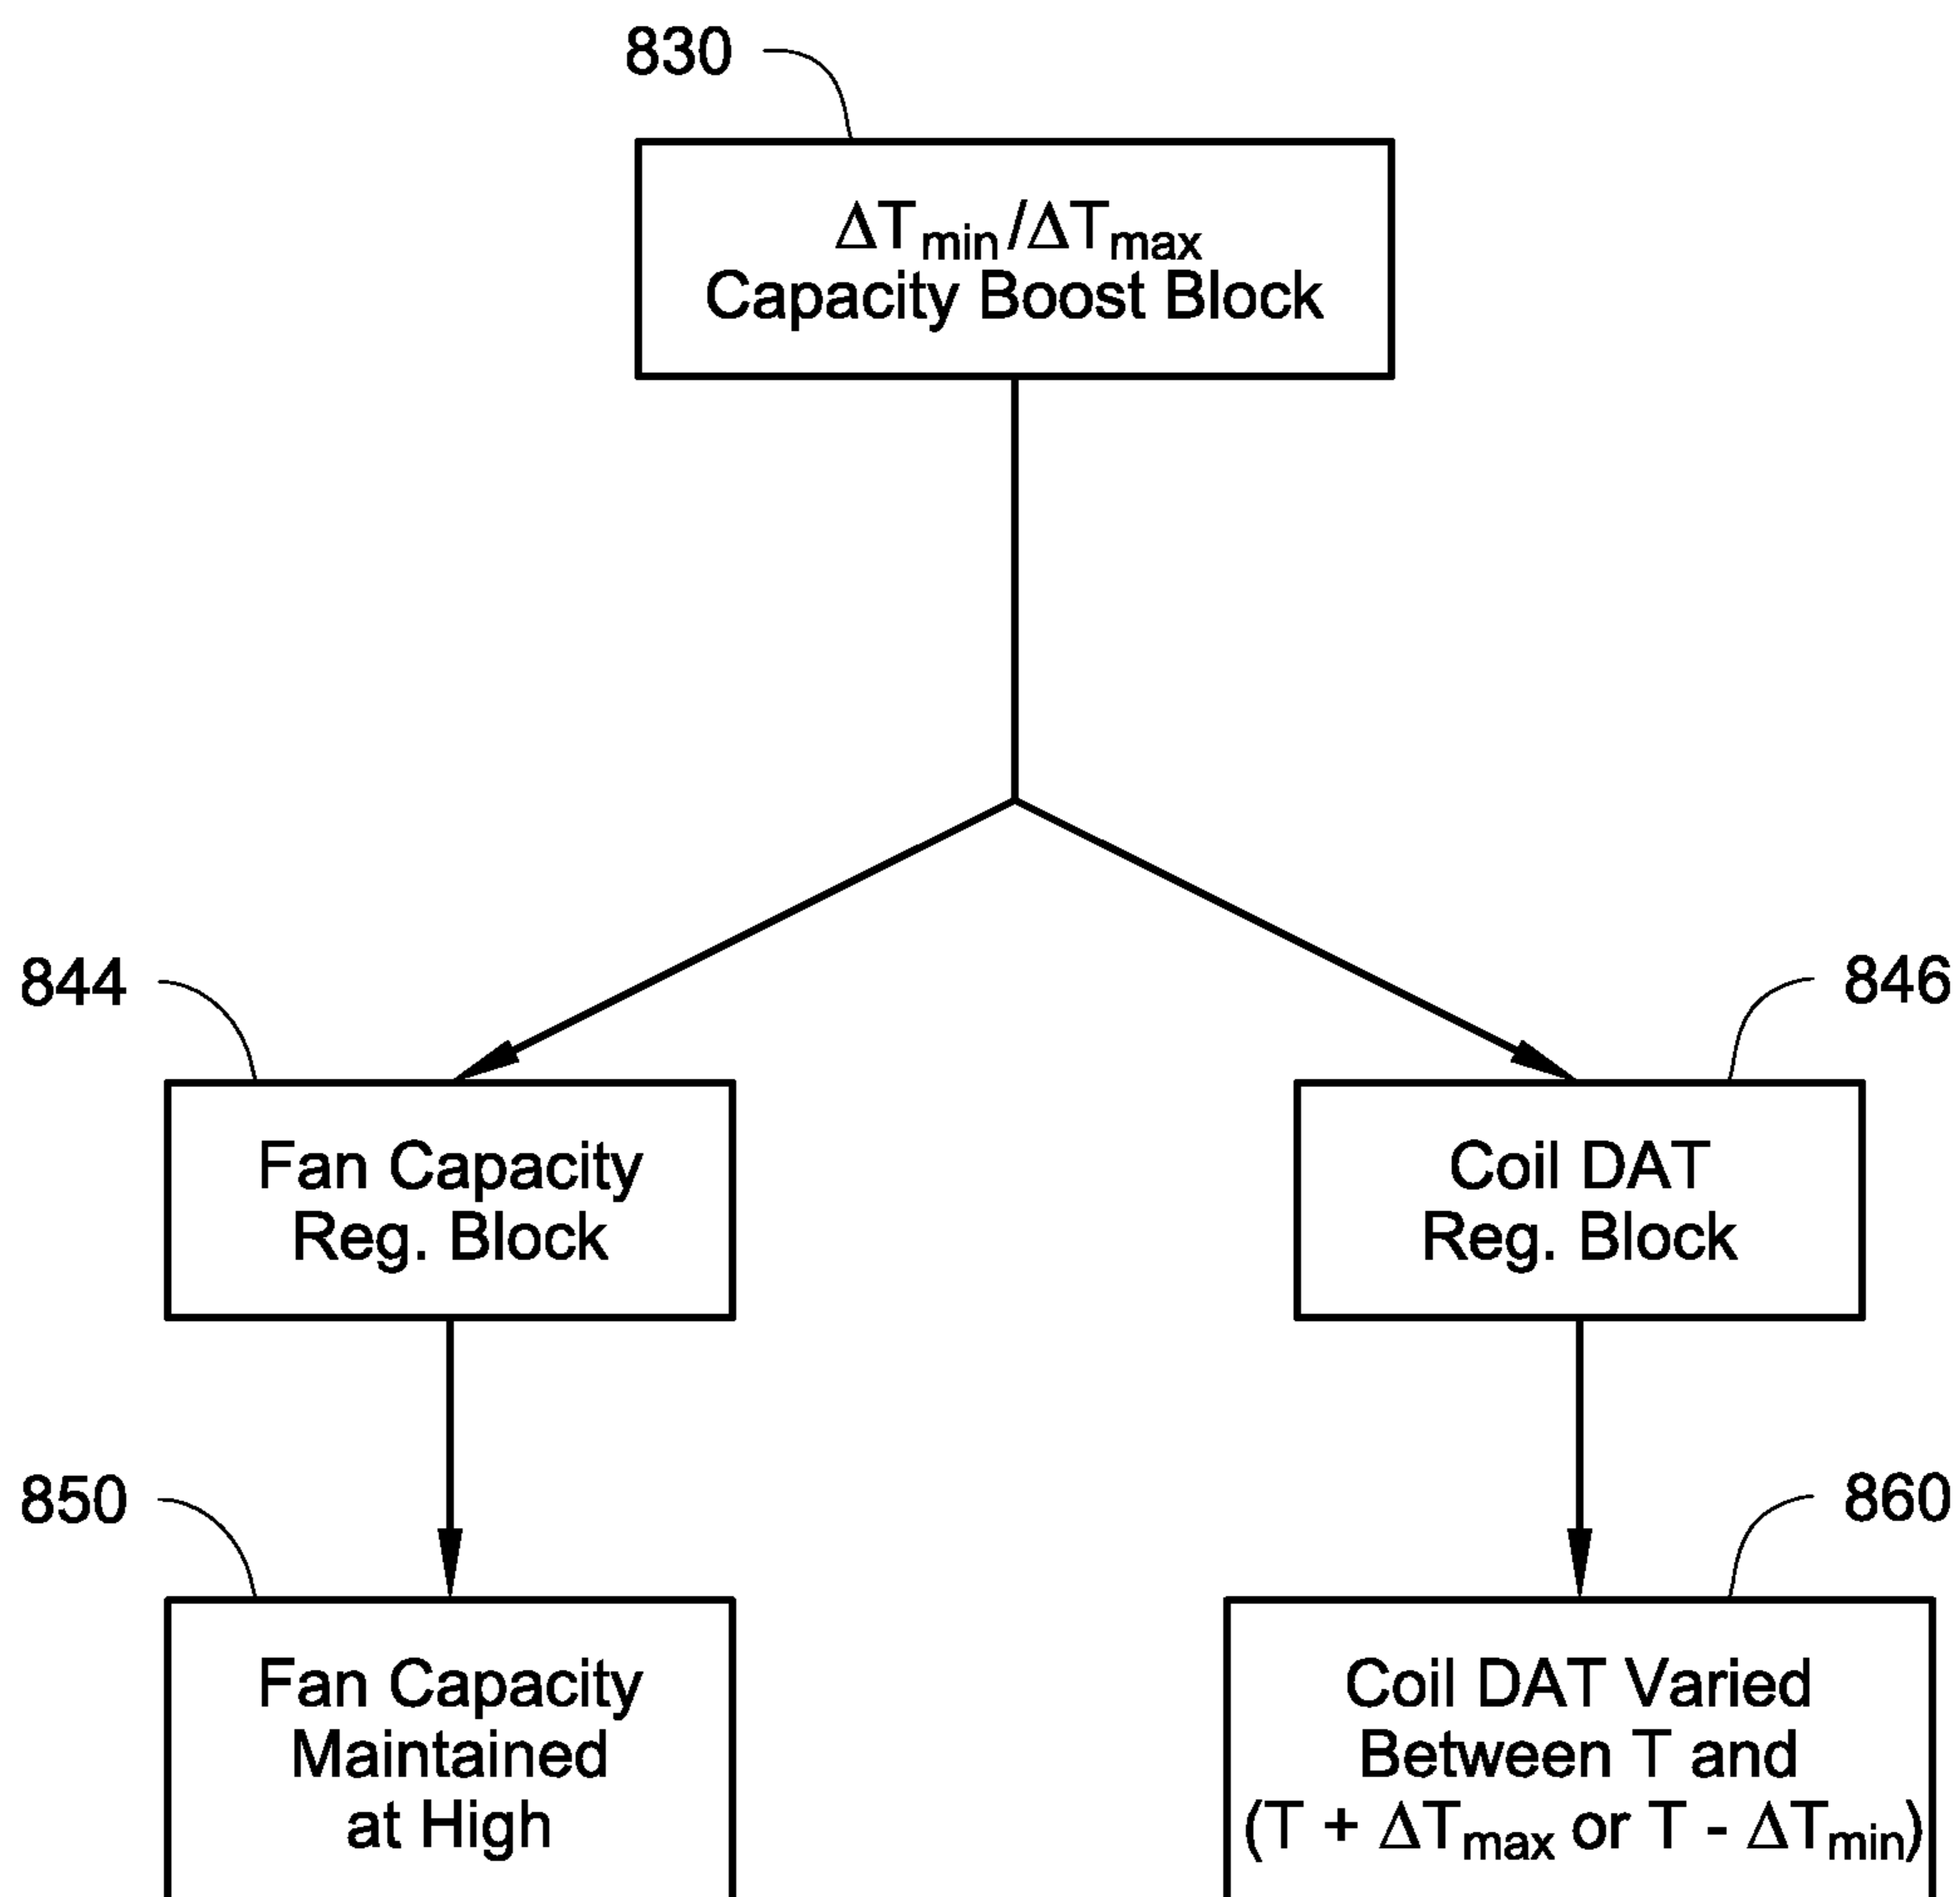 830
ΔTmin/ΔTmax
Capacity Boost Block
844
846
Fan Capacity
Reg. Block
Coil DAT
Reg. Block
850
860
Fan Capacity
Maintained
at High
Coil DAT Varied
Between T and
(T + ΔTmax or T - ΔTmin)